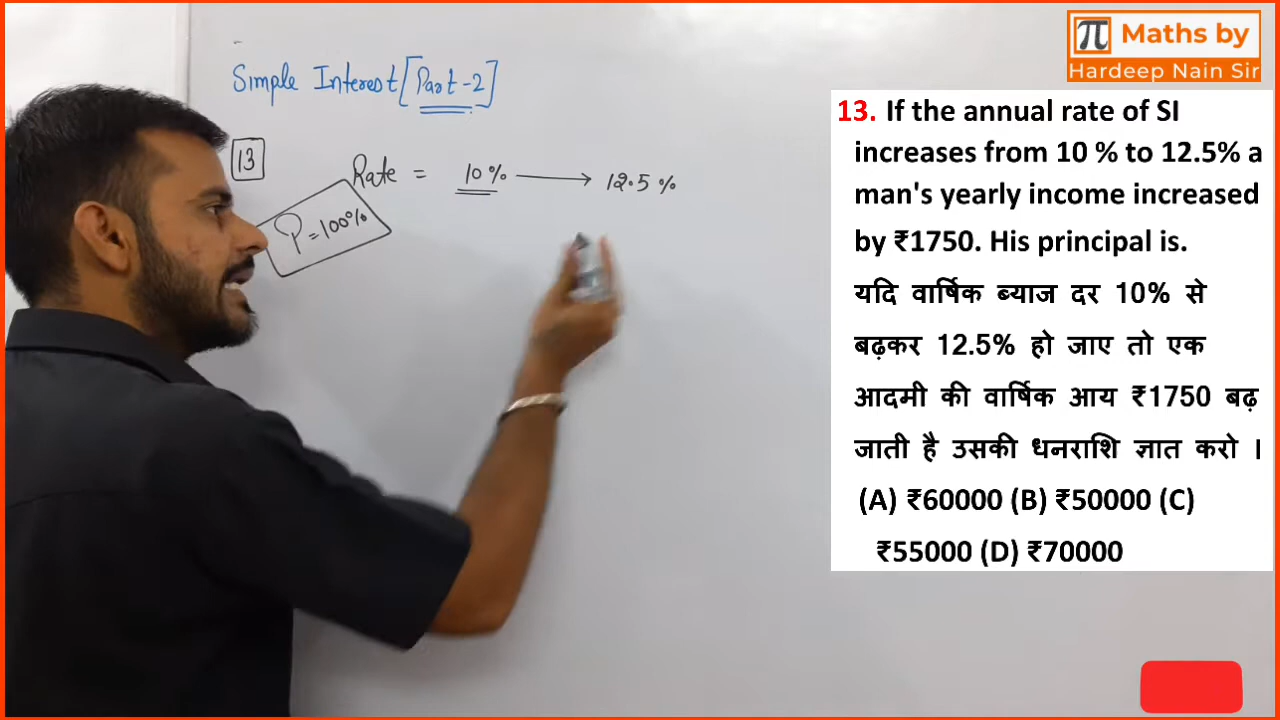 Simple Interest [Part-2]
13
Rate = 10% → 12.5%
P = 100%
π Maths by
Hardeep Nain Sir
13. If the annual rate of SI
increases from 10 % to 12.5% a
man's yearly income increased
by ₹1750. His principal is.
यदि वार्षिक ब्याज दर 10% से
बढ़कर 12.5% हो जाए तो एक
आदमी की वार्षिक आय ₹1750 बढ़
जाती है उसकी धनराशि ज्ञात करो ।
(A) ₹60000 (B) ₹50000 (C)
₹55000 (D) ₹70000